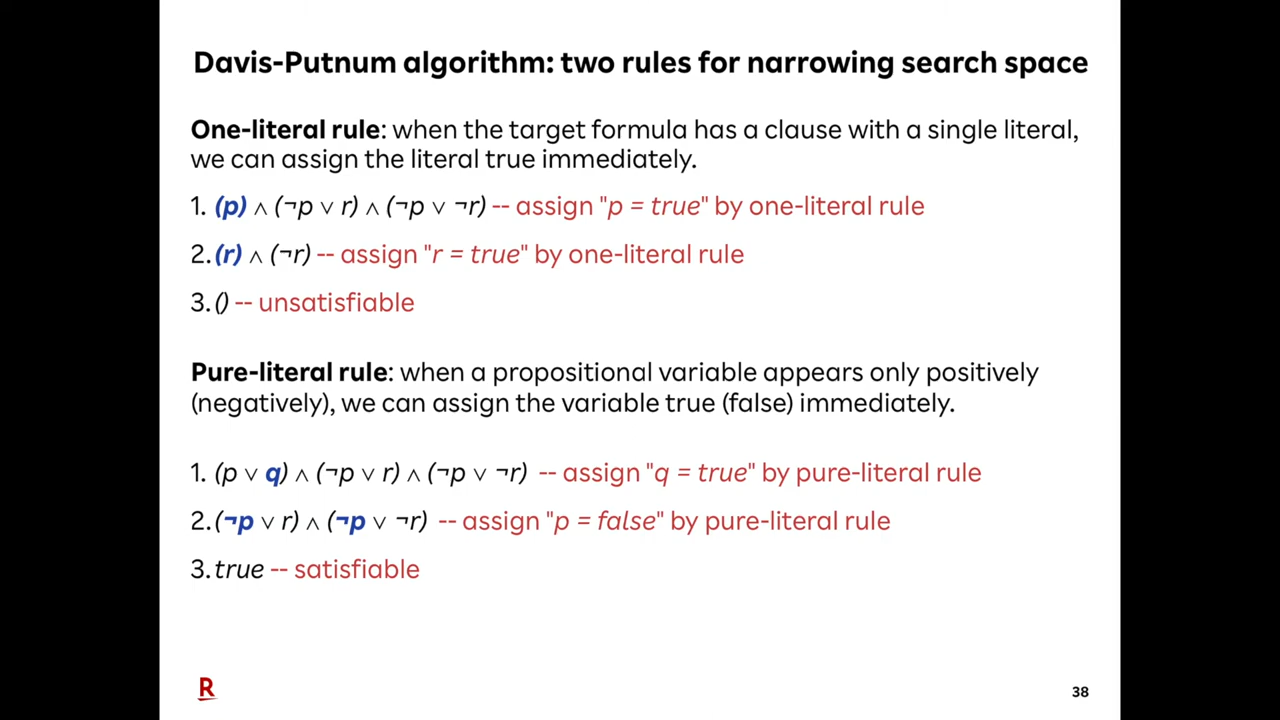 Davis-Putnum algorithm: two rules for narrowing search space
One-literal rule: when the target formula has a clause with a single literal,
we can assign the literal true immediately.
1. (p) ∧ (¬p ∨ r) ∧ (¬p ∨ ¬r) -- assign "p = true" by one-literal rule
2. (r) ∧ (¬r) -- assign "r = true" by one-literal rule
3. () -- unsatisfiable
Pure-literal rule: when a propositional variable appears only positively
(negatively), we can assign the variable true (false) immediately.
1. (p ∨ q) ∧ (¬p ∨ r) ∧ (¬p ∨ ¬r) -- assign "q = true" by pure-literal rule
2. (¬p ∨ r) ∧ (¬p ∨ ¬r) -- assign "p = false" by pure-literal rule
3. true -- satisfiable
R
38